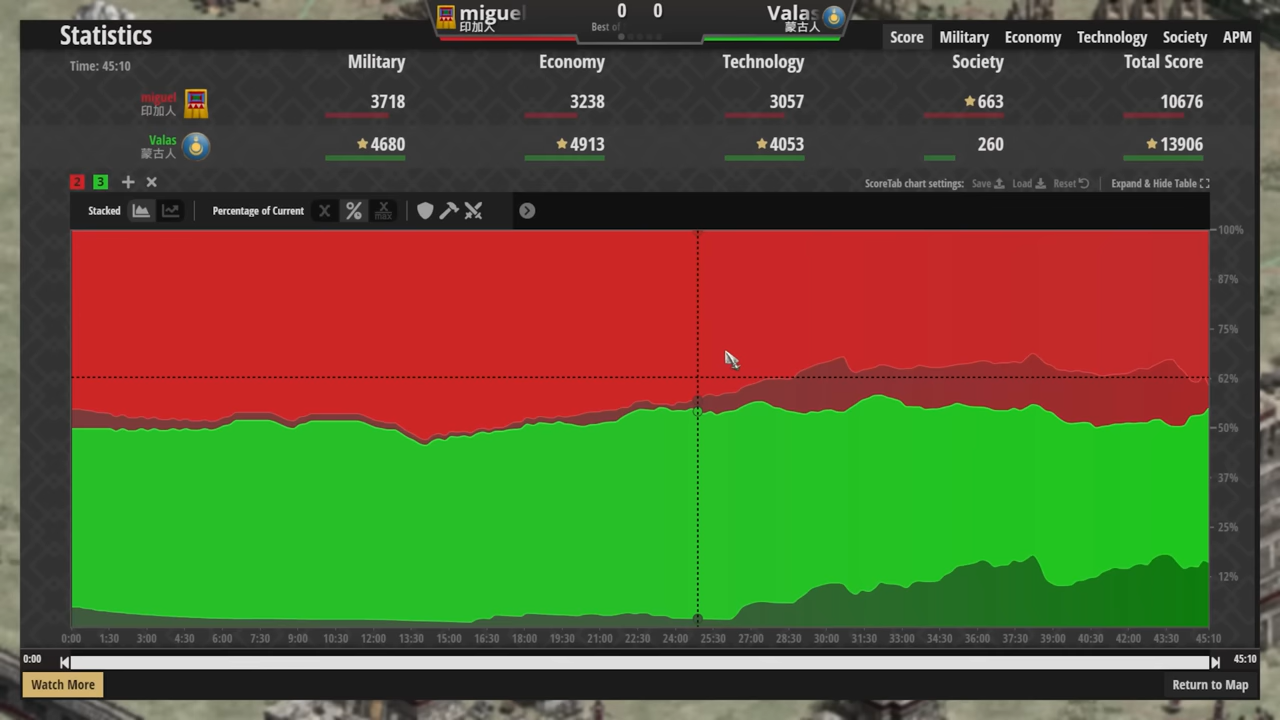 miguel 0 0 Valas
印加人 Best of 蒙古人
Statistics
Score Military Economy Technology Society APM
Time: 45:10 Military Economy Technology Society Total Score
miguel 3718 3238 3057 663 10676
印加人
Valas 4680 4913 4053 260 13906
蒙古人
2 3 ScoreTab chart settings: Save Load Reset Expand & Hide Table
Stacked Percentage of Current X % X max
100%
87%
75%
62%
50%
37%
25%
12%
0:00 1:30 3:00 4:30 6:00 7:30 9:00 10:30 12:00 13:30 15:00 16:30 18:00 19:30 21:00 22:30 24:00 25:30 27:00 28:30 30:00 31:30 33:00 34:30 36:00 37:30 39:00 40:30 42:00 43:30 45:10
0:00 45:10
Watch More Return to Map